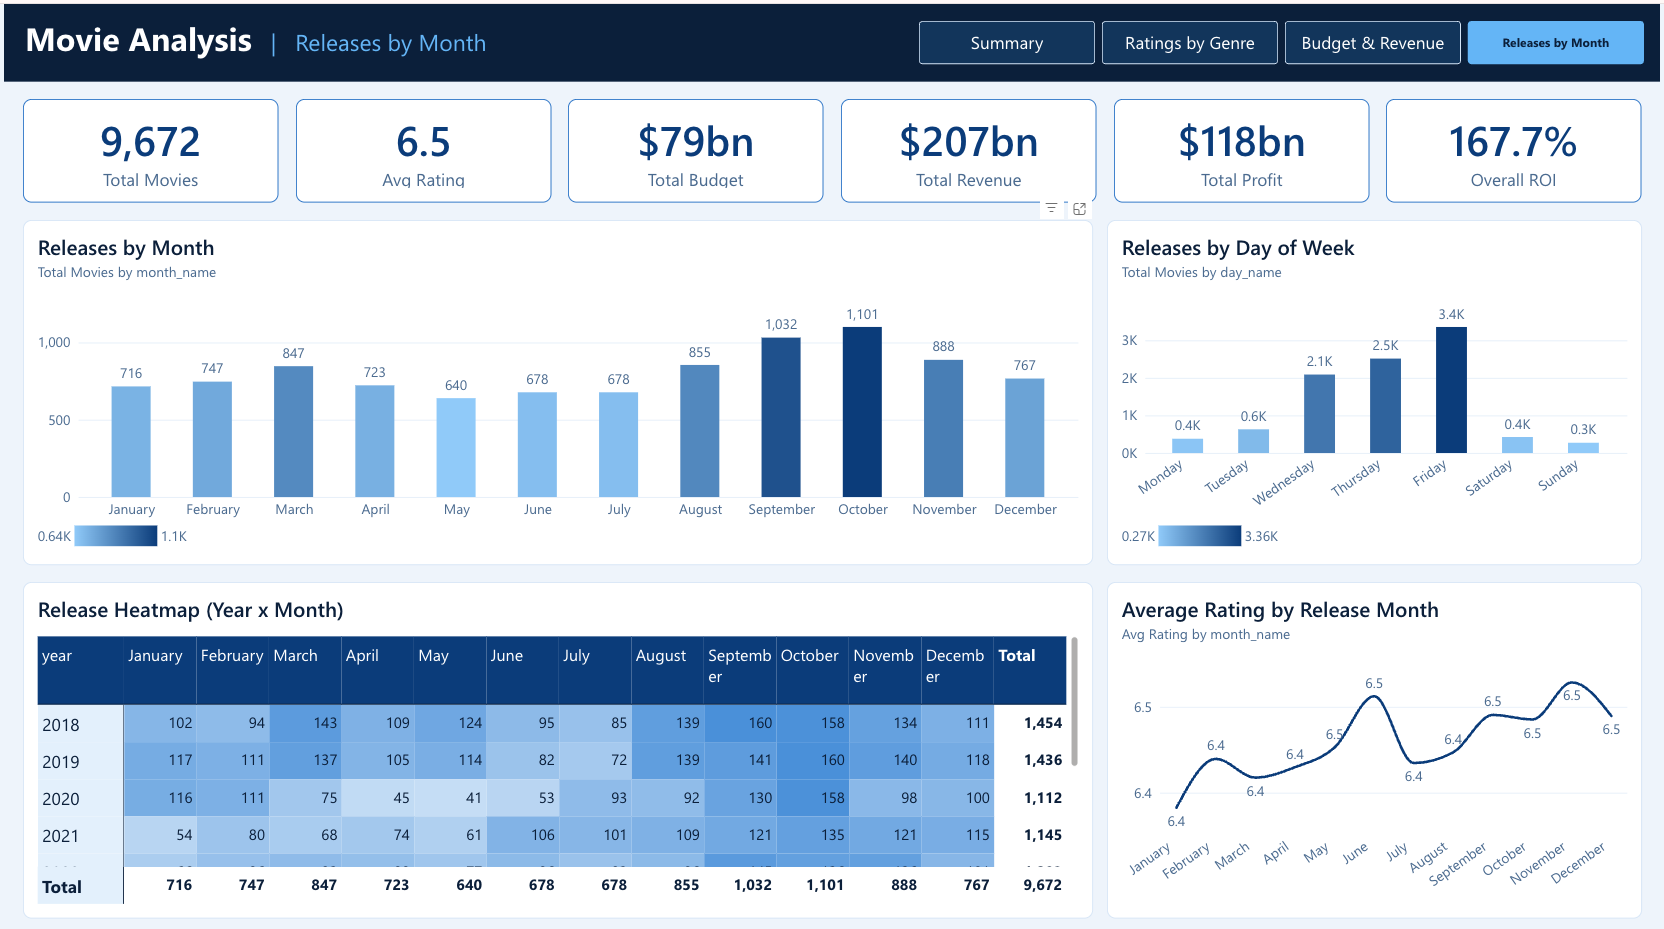 Movie Analysis | Releases by Month
Summary
Ratings by Genre
Budget & Revenue
Releases by Month
9,672
Total Movies
6.5
Avg Rating
$79bn
Total Budget
$207bn
Total Revenue
$118bn
Total Profit
167.7%
Overall ROI
Releases by Month
Total Movies by month_name
1,000
500
0
716
747
847
723
640
678
678
855
1,032
1,101
888
767
January
February
March
April
May
June
July
August
September
October
November
December
0.64K
1.1K
Releases by Day of Week
Total Movies by day_name
3K
2K
1K
0K
0.4K
0.6K
2.1K
2.5K
3.4K
0.4K
0.3K
Monday
Tuesday
Wednesday
Thursday
Friday
Saturday
Sunday
0.27K
3.36K
Release Heatmap (Year x Month)
year January February March April May June July August Septemb er October Novemb er Decemb er Total
2018 102 94 143 109 124 95 85 139 160 158 134 111 1,454
2019 117 111 137 105 114 82 72 139 141 160 140 118 1,436
2020 116 111 75 45 41 53 93 92 130 158 98 100 1,112
2021 54 80 68 74 61 106 101 109 121 135 121 115 1,145
Total 716 747 847 723 640 678 678 855 1,032 1,101 888 767 9,672
Average Rating by Release Month
Avg Rating by month_name
6.5
6.4
6.4
6.4
6.4
6.4
6.5
6.5
6.4
6.4
6.5
6.5
6.5
6.5
January
February
March
April
May
June
July
August
September
October
November
December